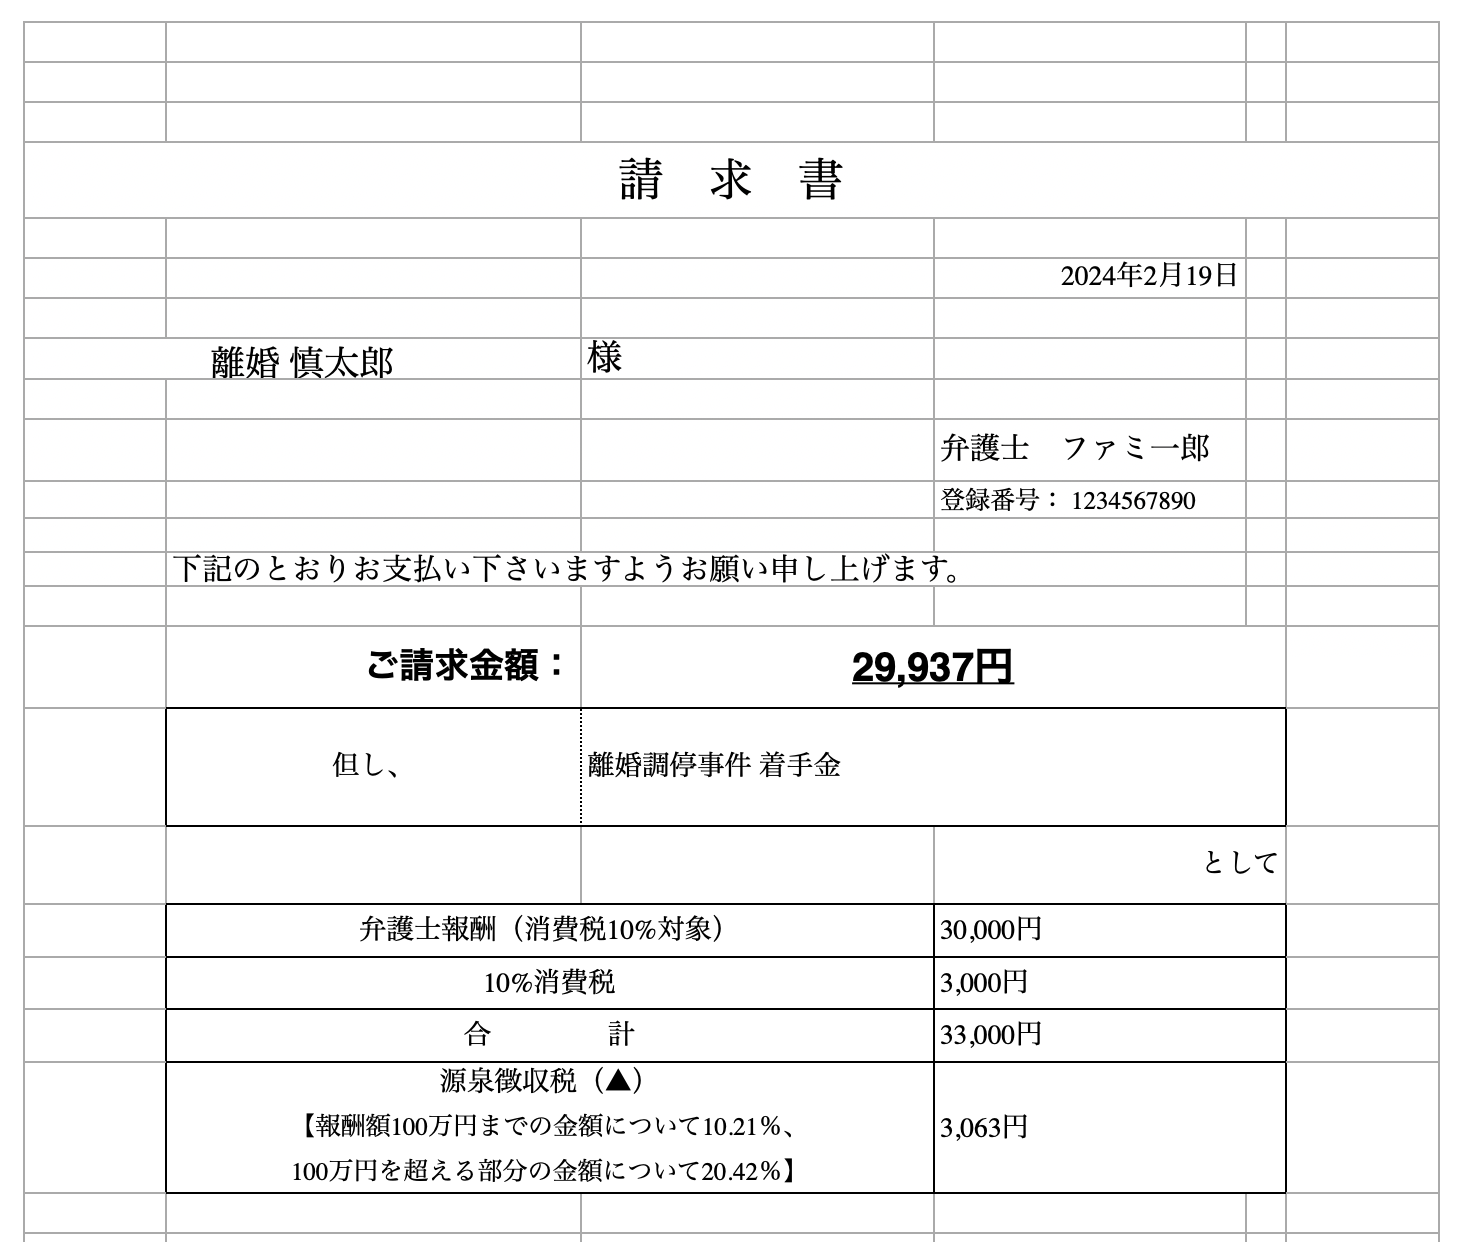 請　求　書
2024年2月19日
離婚 慎太郎 様
弁護士　ファミ一郎
登録番号： 1234567890
下記のとおりお支払い下さいますようお願い申し上げます。
ご請求金額： 29,937円
但し、 離婚調停事件 着手金
として
弁護士報酬（消費税10%対象） 30,000円
10%消費税 3,000円
合　　　　計 33,000円
源泉徴収税（▲）
【報酬額100万円までの金額について10.21％、 3,063円
100万円を超える部分の金額について20.42％】